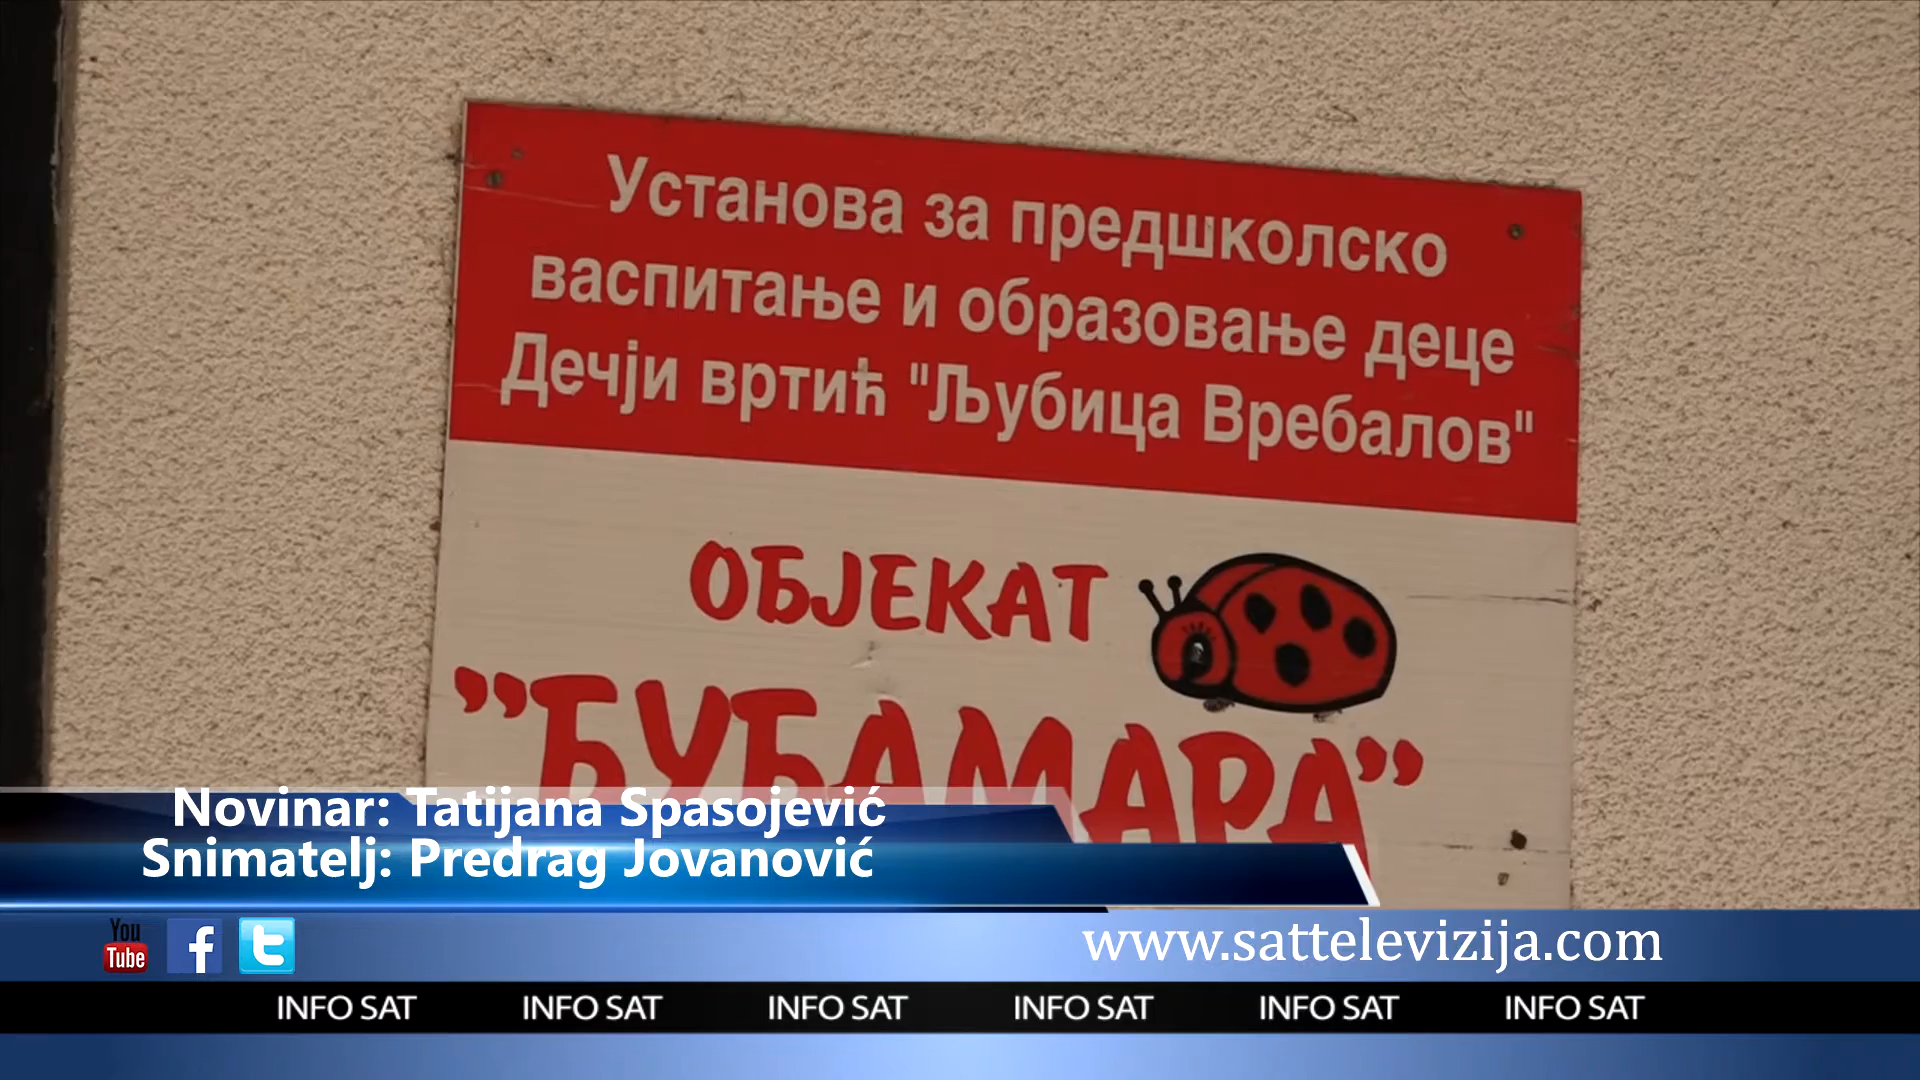 Установа за предшколско
васпитање и образовање деце
Дечји вртић "Љубица Вребалов"
ОБЈЕКАТ
"БУБАМАРА"
Novinar: Tatijana Spasojević
Snimatelj: Predrag Jovanović
You
Tube
www.sattelevizija.com
INFO SAT INFO SAT INFO SAT INFO SAT INFO SAT INFO SAT